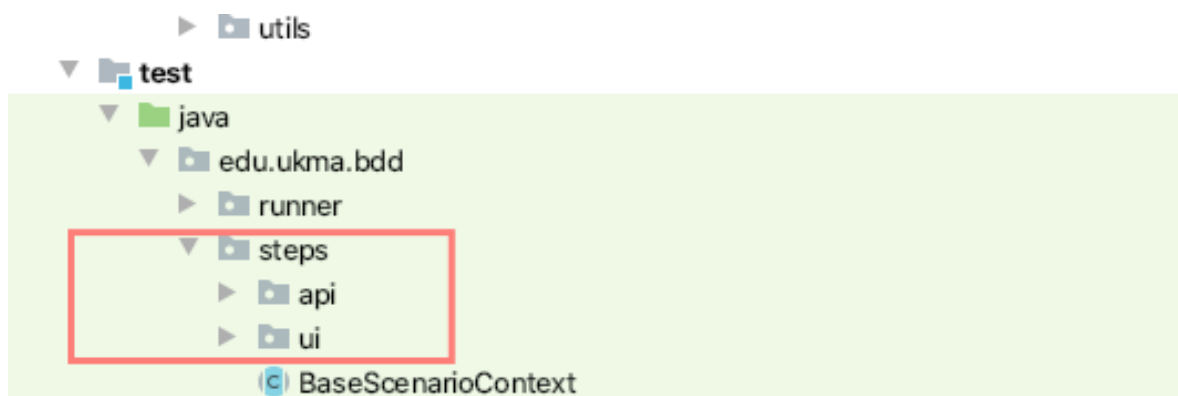 utils
test
java
edu.ukma.bdd
runner
steps
api
ui
C BaseScenarioContext